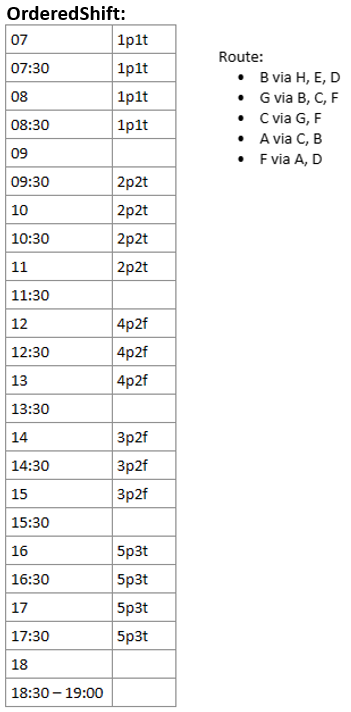 OrderedShift:
07 1p1t
07:30 1p1t
08 1p1t
08:30 1p1t
09
09:30 2p2t
10 2p2t
10:30 2p2t
11 2p2t
11:30
12 4p2f
12:30 4p2f
13 4p2f
13:30
14 3p2f
14:30 3p2f
15 3p2f
15:30
16 5p3t
16:30 5p3t
17 5p3t
17:30 5p3t
18
18:30 – 19:00
Route:
• B via H, E, D
• G via B, C, F
• C via G, F
• A via C, B
• F via A, D